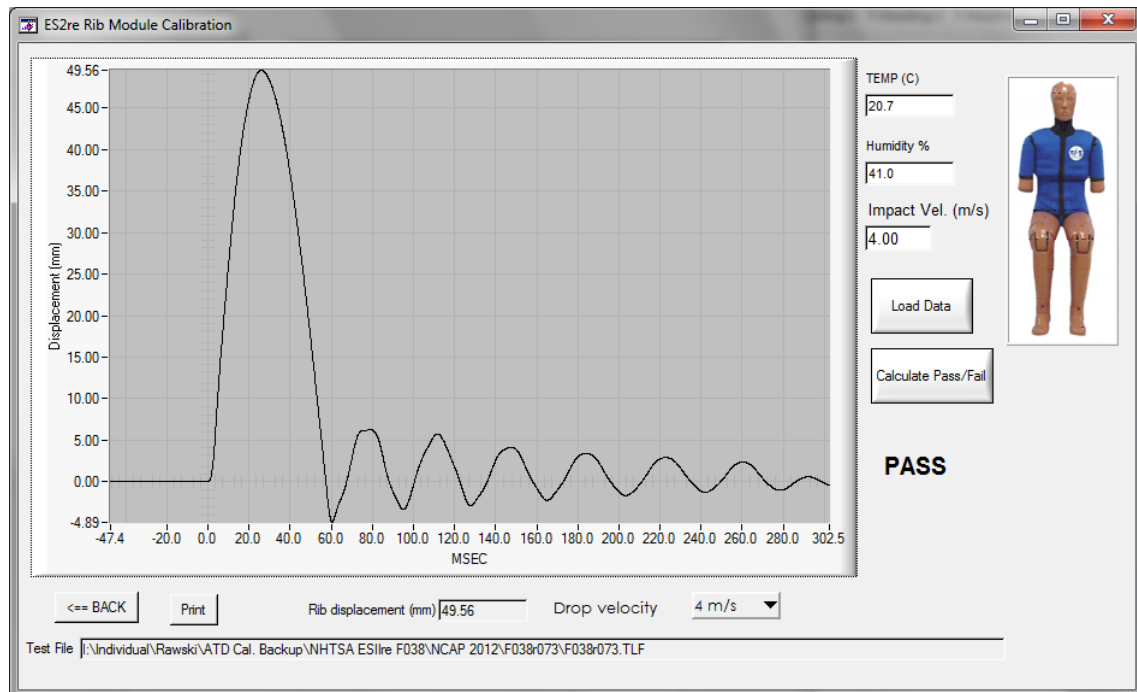 ES2re Rib Module Calibration
49.56
45.00
40.00
35.00
30.00
25.00
20.00
15.00
10.00
5.00
0.00
-4.89
Displacement (mm)
-47.4 -20.0 0.0 20.0 40.0 60.0 80.0 100.0 120.0 140.0 160.0 180.0 200.0 220.0 240.0 260.0 280.0 302.5
MSEC
TEMP (C)
20.7
Humidity %
41.0
Impact Vel. (m/s)
4.00
Load Data
Calculate Pass/Fail
PASS
<== BACK
Print
Rib displacement (mm) 49.56
Drop velocity
4 m/s
Test File I:\Individual\Rawski\ATD Cal. Backup\NHTSA ESIIre F038\NCAP 2012\F038r073\F038r073.TLF